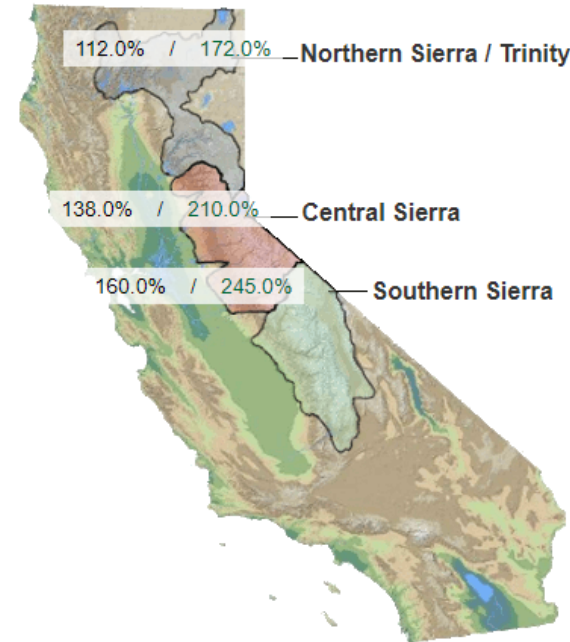 112.0% / 172.0% Northern Sierra / Trinity
138.0% / 210.0% Central Sierra
160.0% / 245.0% Southern Sierra